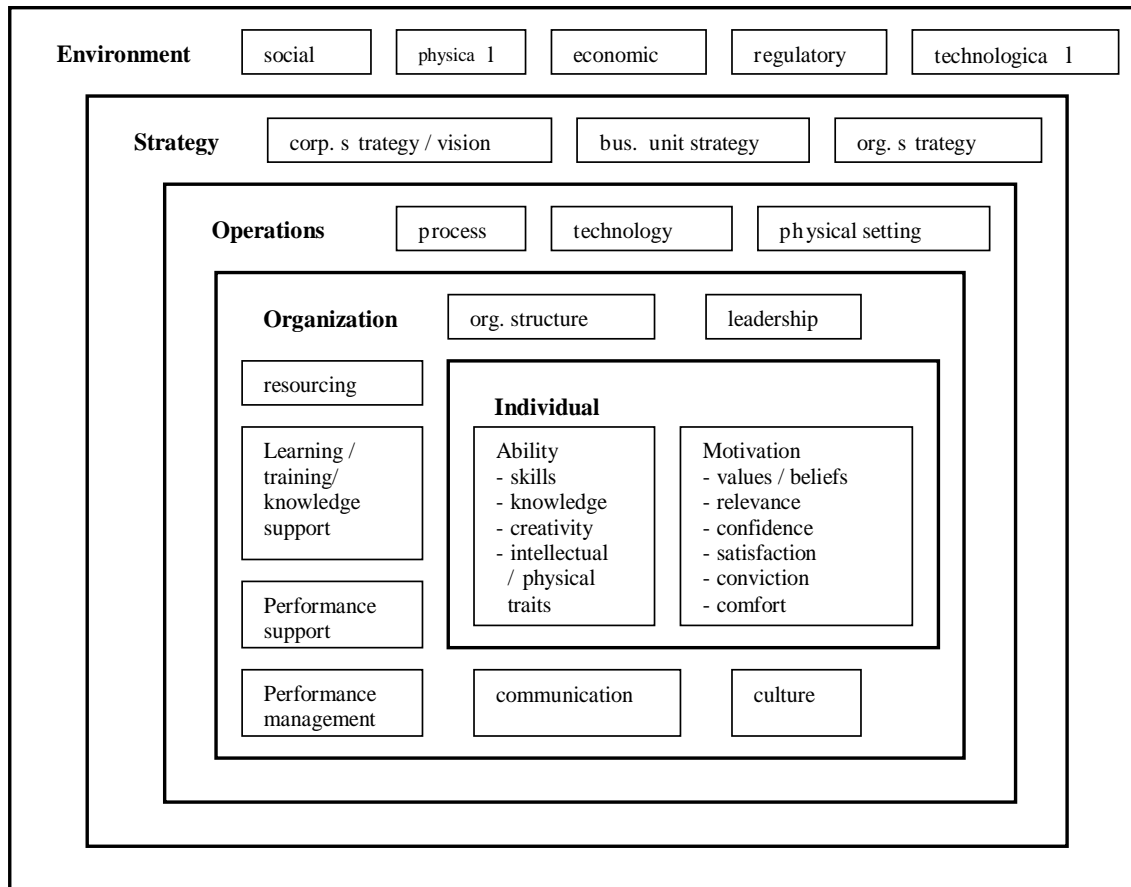 Environment social physica l economic regulatory technologica l
Strategy corp. s trategy / vision bus. unit strategy org. s trategy
Operations process technology physical setting
Organization org. structure leadership
resourcing
Learning /
training/
knowledge
support
Performance
support
Performance
management
Individual
Ability
- skills
- knowledge
- creativity
- intellectual
/ physical
traits
Motivation
- values / beliefs
- relevance
- confidence
- satisfaction
- conviction
- comfort
communication
culture